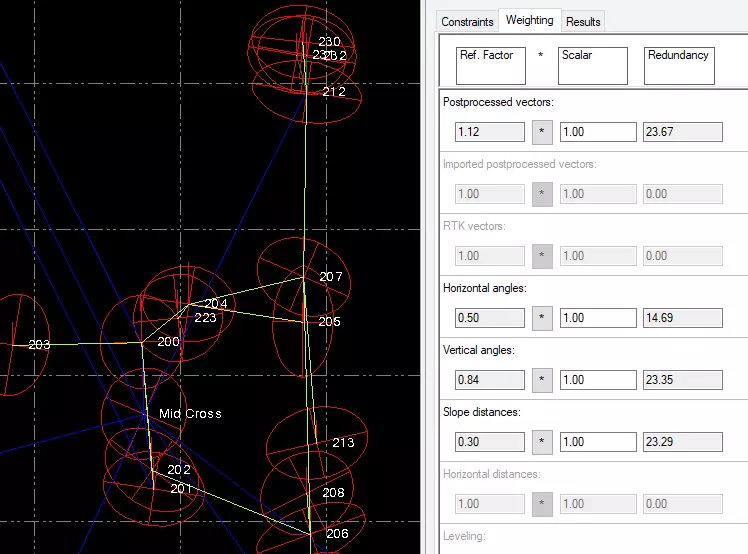 230
231
232
212
207
204
205
223
200
203
Mid Cross
213
202
201
208
206
Constraints Weighting Results
Ref. Factor * Scalar Redundancy
Postprocessed vectors:
1.12 * 1.00 23.67
Imported postprocessed vectors:
1.00 * 1.00 0.00
RTK vectors:
1.00 * 1.00 0.00
Horizontal angles:
0.50 * 1.00 14.69
Vertical angles:
0.84 * 1.00 23.35
Slope distances:
0.30 * 1.00 23.29
Horizontal distances:
1.00 * 1.00 0.00
Leveling: